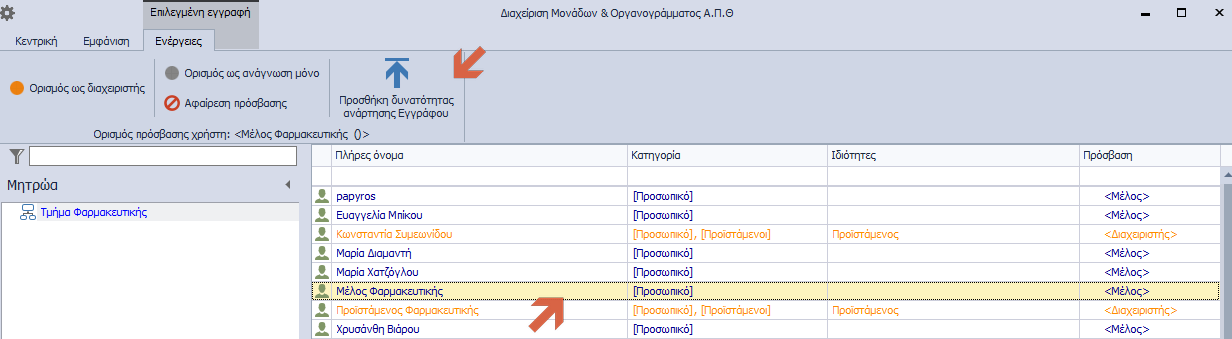 Επιλεγμένη εγγραφή
Διαχείριση Μονάδων & Οργανογράμματος Α.Π.Θ
Κεντρική Εμφάνιση Ενέργειες
Ορισμός ως διαχειριστής
Ορισμός ως ανάγνωση μόνο
Αφαίρεση πρόσβασης
Προσθήκη δυνατότητας
ανάρτησης Εγγράφου
Ορισμός πρόσβασης χρήστη: <Μέλος Φαρμακευτικής ()>
Μητρώα
Τμήμα Φαρμακευτικής
Πλήρες όνομα Κατηγορία Ιδιότητες Πρόσβαση
papyros [Προσωπικό] <Μέλος>
Ευαγγελία Μπίκου [Προσωπικό] <Μέλος>
Κωνσταντία Συμεωνίδου [Προσωπικό], [Προϊστάμενοι] Προϊστάμενος <Διαχειριστής>
Μαρία Διαμαντή [Προσωπικό] <Μέλος>
Μαρία Χατζόγλου [Προσωπικό] <Μέλος>
Μέλος Φαρμακευτικής [Προσωπικό] <Μέλος>
Προϊστάμενος Φαρμακευτικής [Προσωπικό], [Προϊστάμενοι] Προϊστάμενος <Διαχειριστής>
Χρυσάνθη Βιάρου [Προσωπικό] <Μέλος>